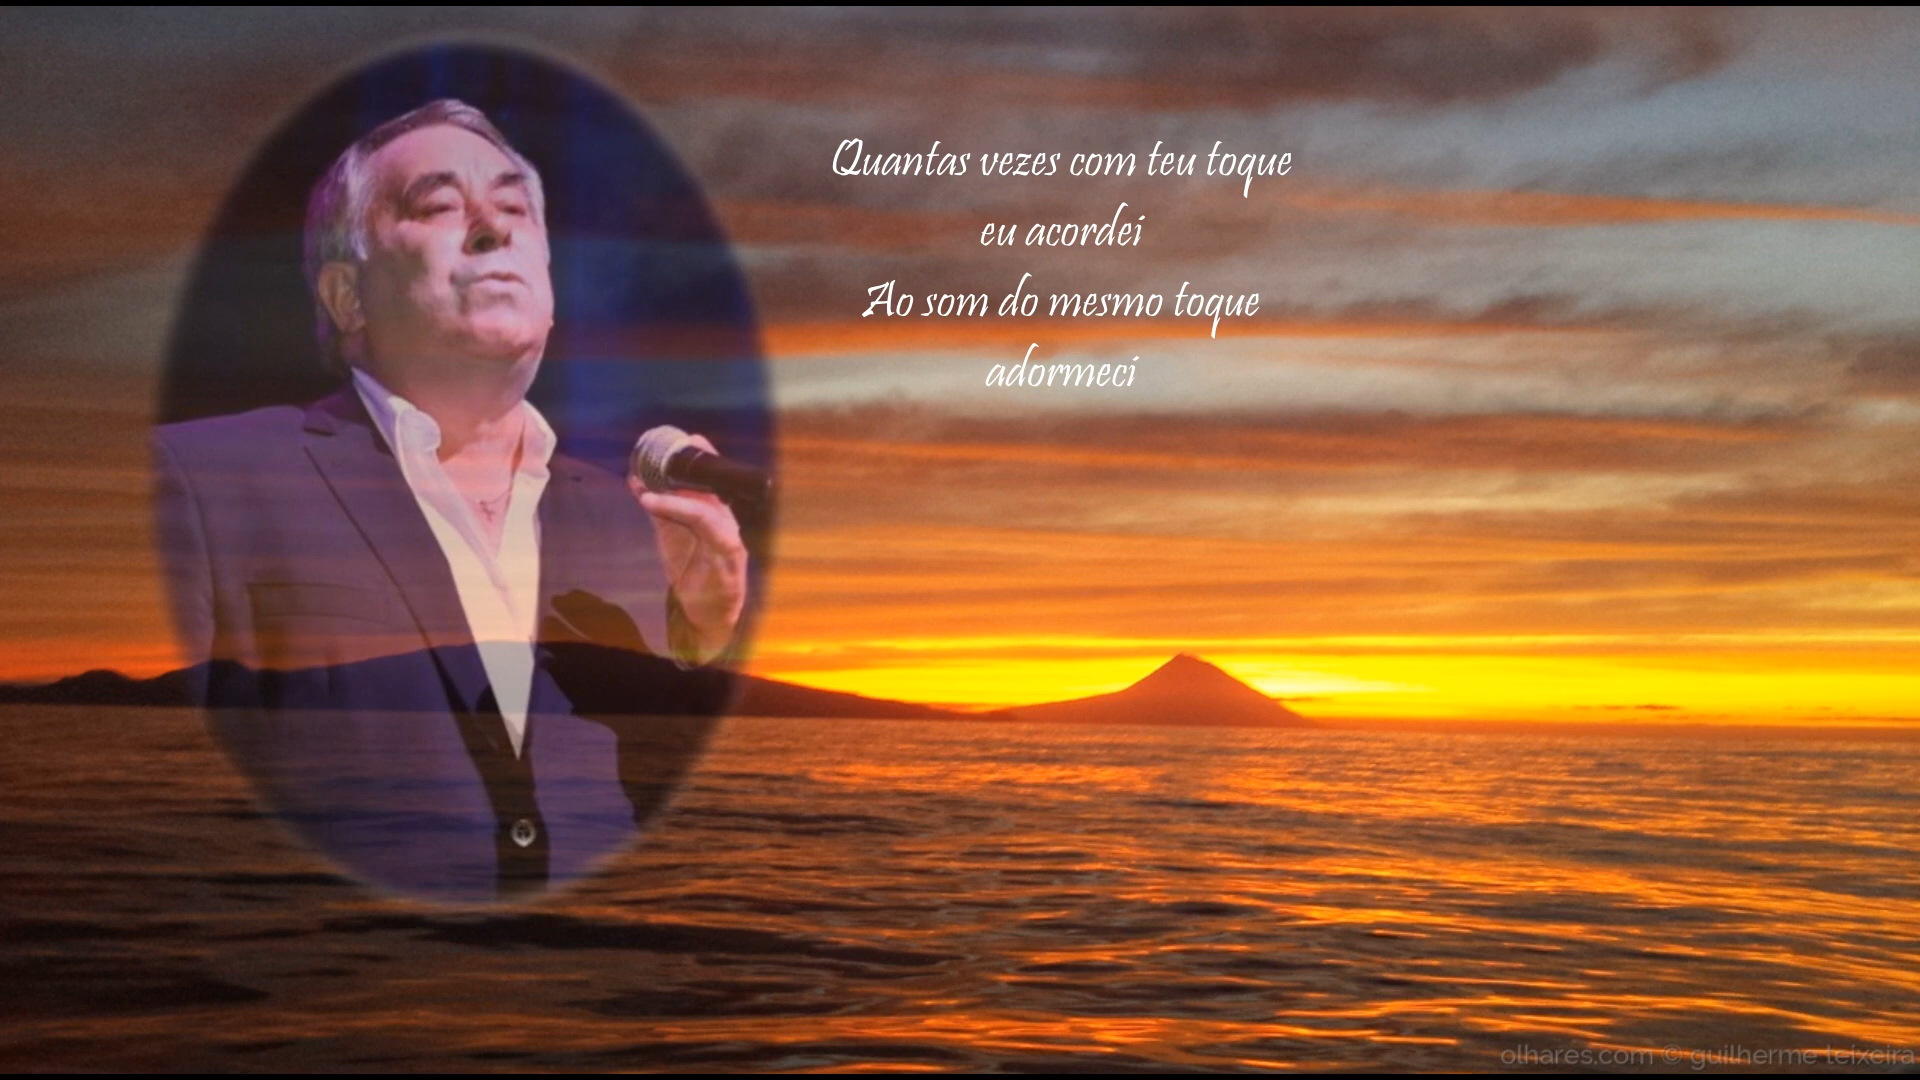 Quantas vezes com teu toque
eu acordei
Ao som do mesmo toque
adormeci
olhares.com © guilherme teixeira